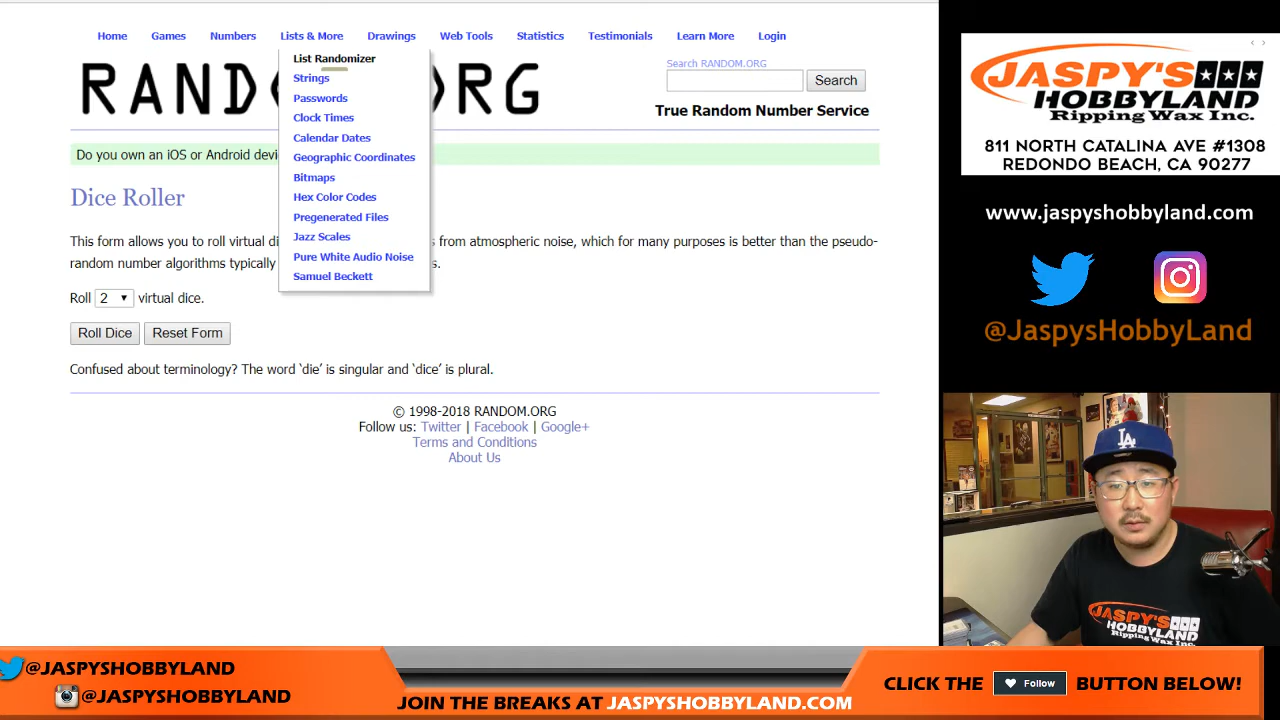 Home Games Numbers Lists & More Drawings Web Tools Statistics Testimonials Learn More Login
List Randomizer
Strings
Passwords
Clock Times
Calendar Dates
Geographic Coordinates
Bitmaps
Hex Color Codes
Pregenerated Files
Jazz Scales
Pure White Audio Noise
Samuel Beckett
Search RANDOM.ORG
Search
True Random Number Service
Do you own an iOS or Android
Dice Roller
This form allows you to roll virtual from atmospheric noise, which for many purposes is better than the pseudo-
random number algorithms typically
Roll 2 virtual dice.
Roll Dice Reset Form
Confused about terminology? The word ‘die’ is singular and ‘dice’ is plural.
© 1998-2018 RANDOM.ORG
Follow us: Twitter | Facebook | Google+
Terms and Conditions
About Us
JASPY'S
HOBBYLAND
Ripping Wax Inc.
811 NORTH CATALINA AVE #1308
REDONDO BEACH, CA 90277
www.jaspyshobbyland.com
@JaspysHobbyLand
LA
JASPY'S
HOBBYLAND
Ripping Wax Inc.
@JASPYSHOBBYLAND
@JASPYSHOBBYLAND
JOIN THE BREAKS AT JASPYSHOBBYLAND.COM
CLICK THE Follow BUTTON BELOW!